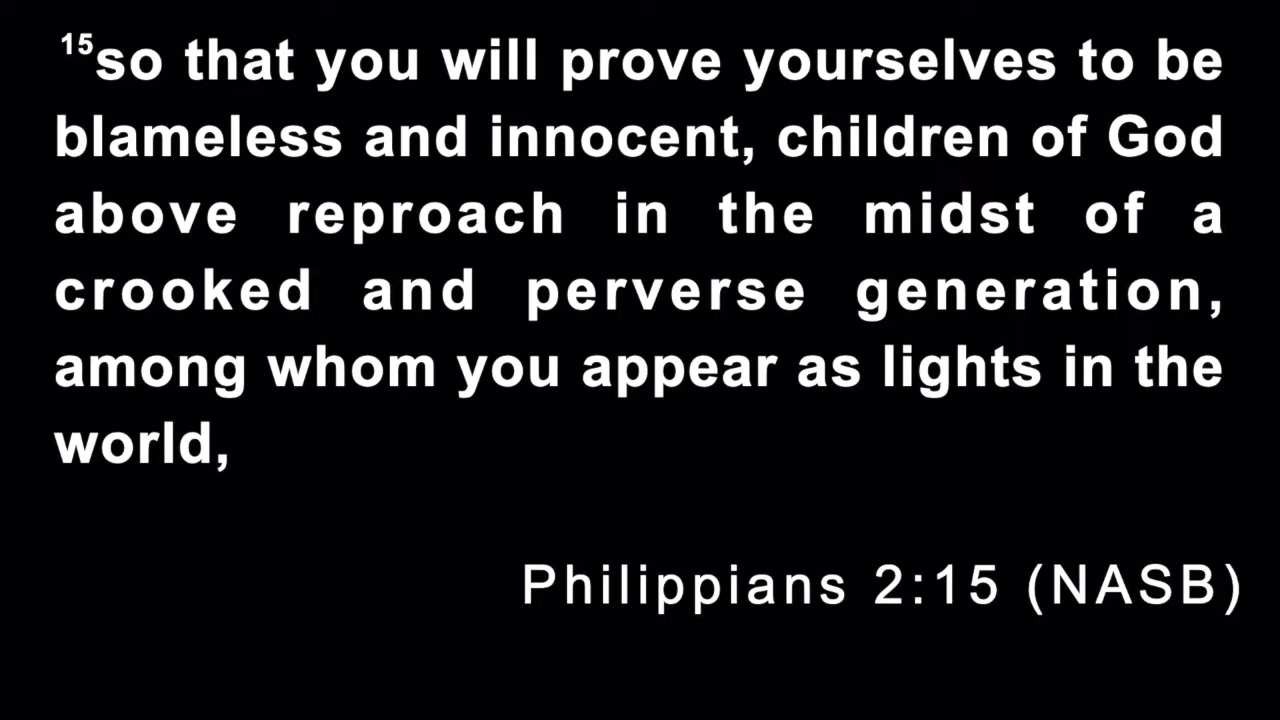 15so that you will prove yourselves to be
blameless and innocent, children of God
above reproach in the midst of a
crooked and perverse generation,
among whom you appear as lights in the
world,
Philippians 2:15 (NASB)